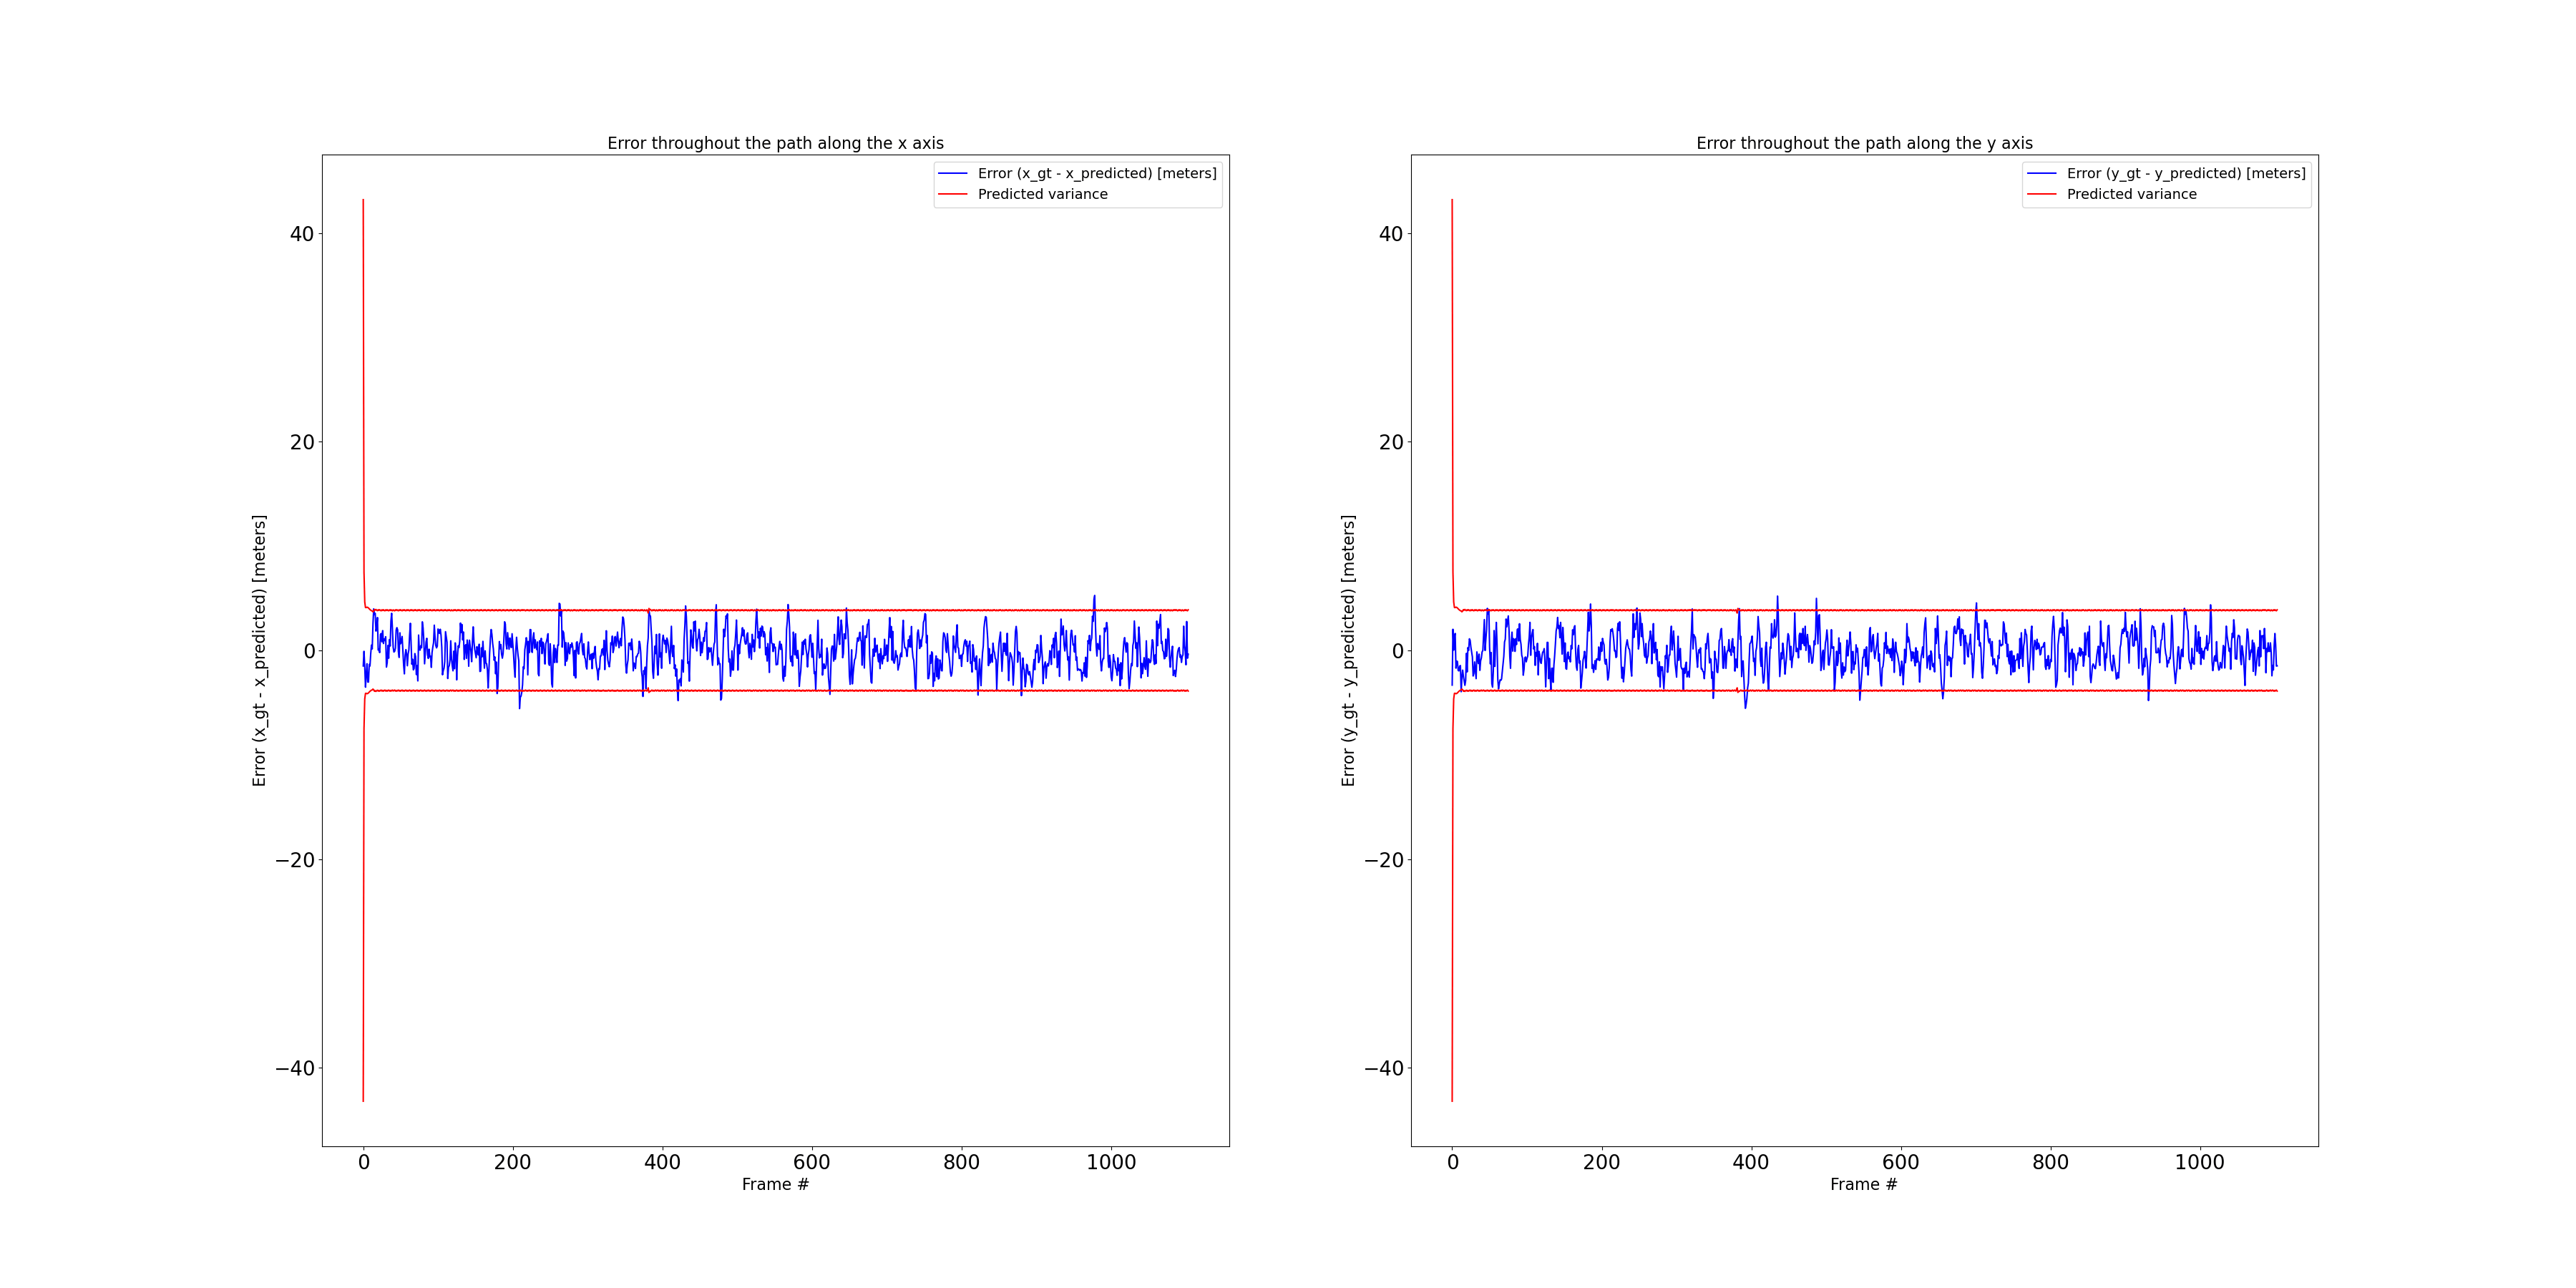 Error throughout the path along the x axis
Error (x_gt - x_predicted) [meters]
Predicted variance
40
20
0
−20
−40
Error (x_gt - x_predicted) [meters]
0 200 400 600 800 1000
Frame #
Error throughout the path along the y axis
Error (y_gt - y_predicted) [meters]
Predicted variance
40
20
0
−20
−40
Error (y_gt - y_predicted) [meters]
0 200 400 600 800 1000
Frame #